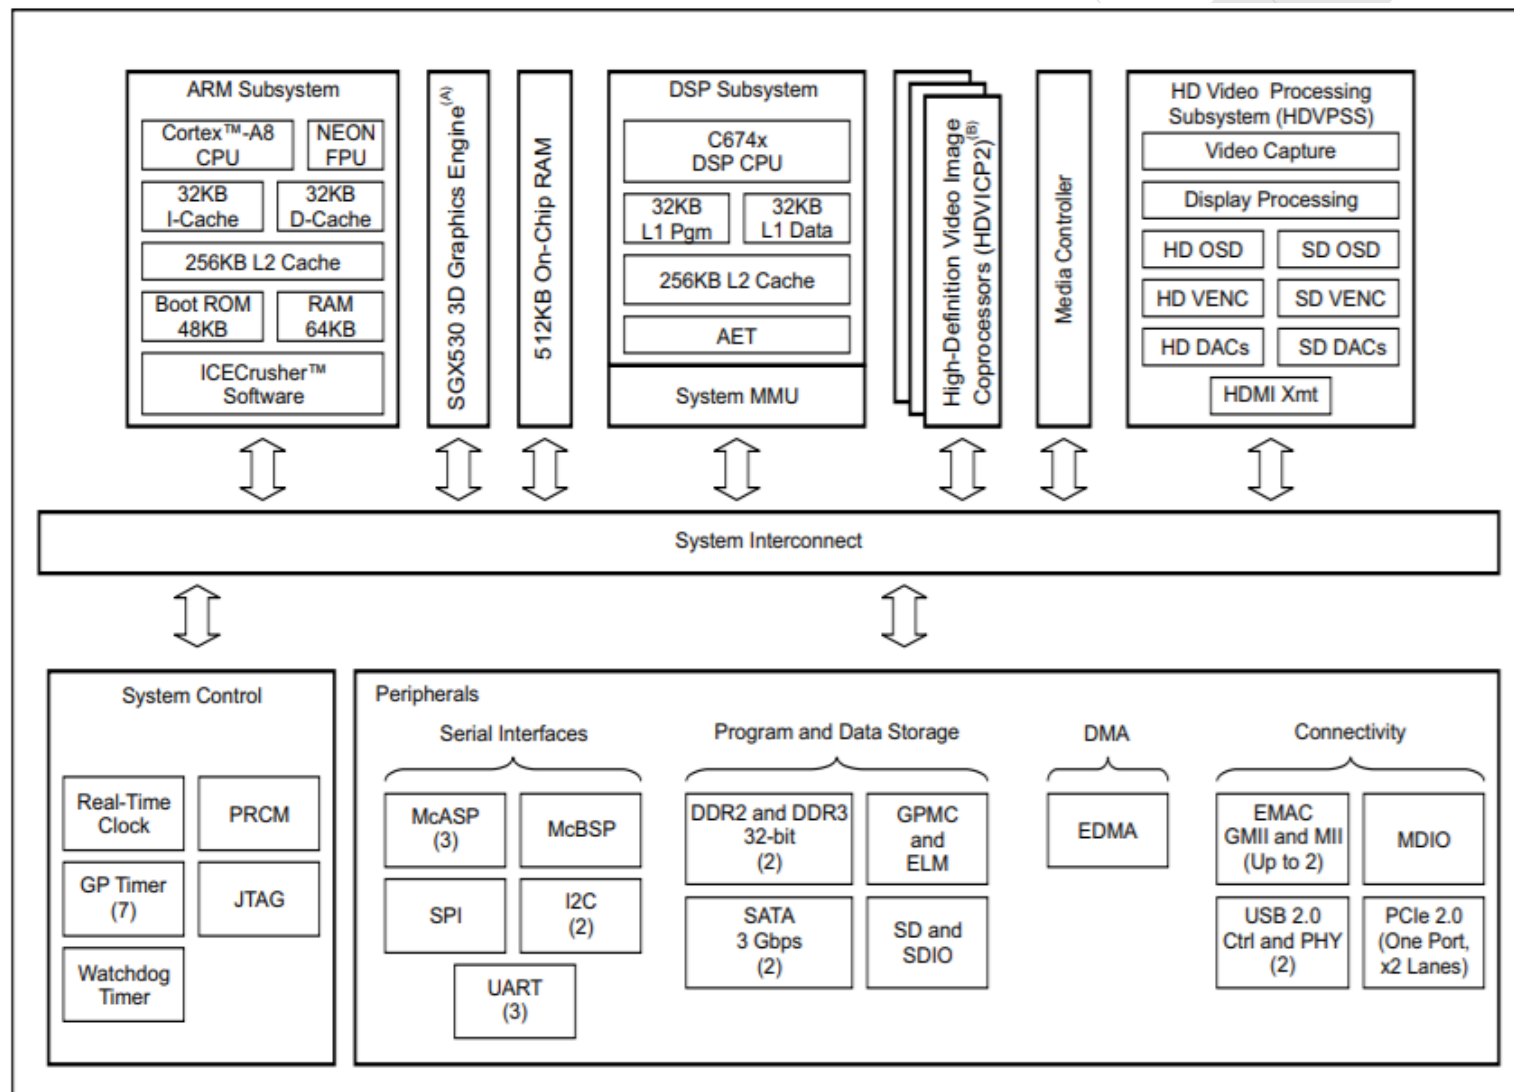 ARM Subsystem
Cortex™-A8
CPU
NEON
FPU
32KB
I-Cache
32KB
D-Cache
256KB L2 Cache
Boot ROM
48KB
RAM
64KB
ICECrusher™
Software
SGX530 3D Graphics Engine(A)
512KB On-Chip RAM
DSP Subsystem
C674x
DSP CPU
32KB
L1 Pgm
32KB
L1 Data
256KB L2 Cache
AET
System MMU
High-Definition Video Image
Coprocessors (HDVICP2)(B)
Media Controller
HD Video Processing
Subsystem (HDVPSS)
Video Capture
Display Processing
HD OSD
SD OSD
HD VENC
SD VENC
HD DACs
SD DACs
HDMI Xmt
System Interconnect
System Control
Real-Time
Clock
PRCM
GP Timer
(7)
JTAG
Watchdog
Timer
Peripherals
Serial Interfaces
McASP
(3)
McBSP
SPI
I2C
(2)
UART
(3)
Program and Data Storage
DDR2 and DDR3
32-bit
(2)
GPMC
and
ELM
SATA
3 Gbps
(2)
SD and
SDIO
DMA
EDMA
Connectivity
EMAC
GMII and MII
(Up to 2)
MDIO
USB 2.0
Ctrl and PHY
(2)
PCIe 2.0
(One Port,
x2 Lanes)